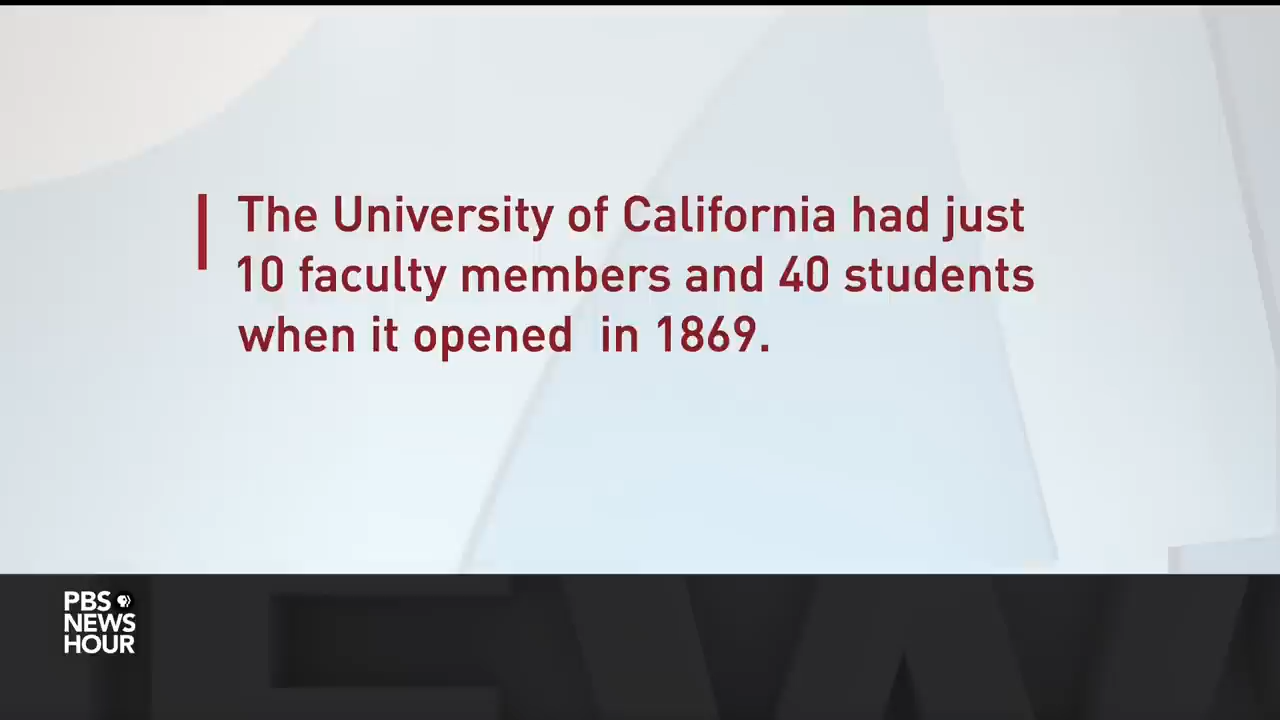 The University of California had just
10 faculty members and 40 students
when it opened  in 1869.
PBS
NEWS
HOUR